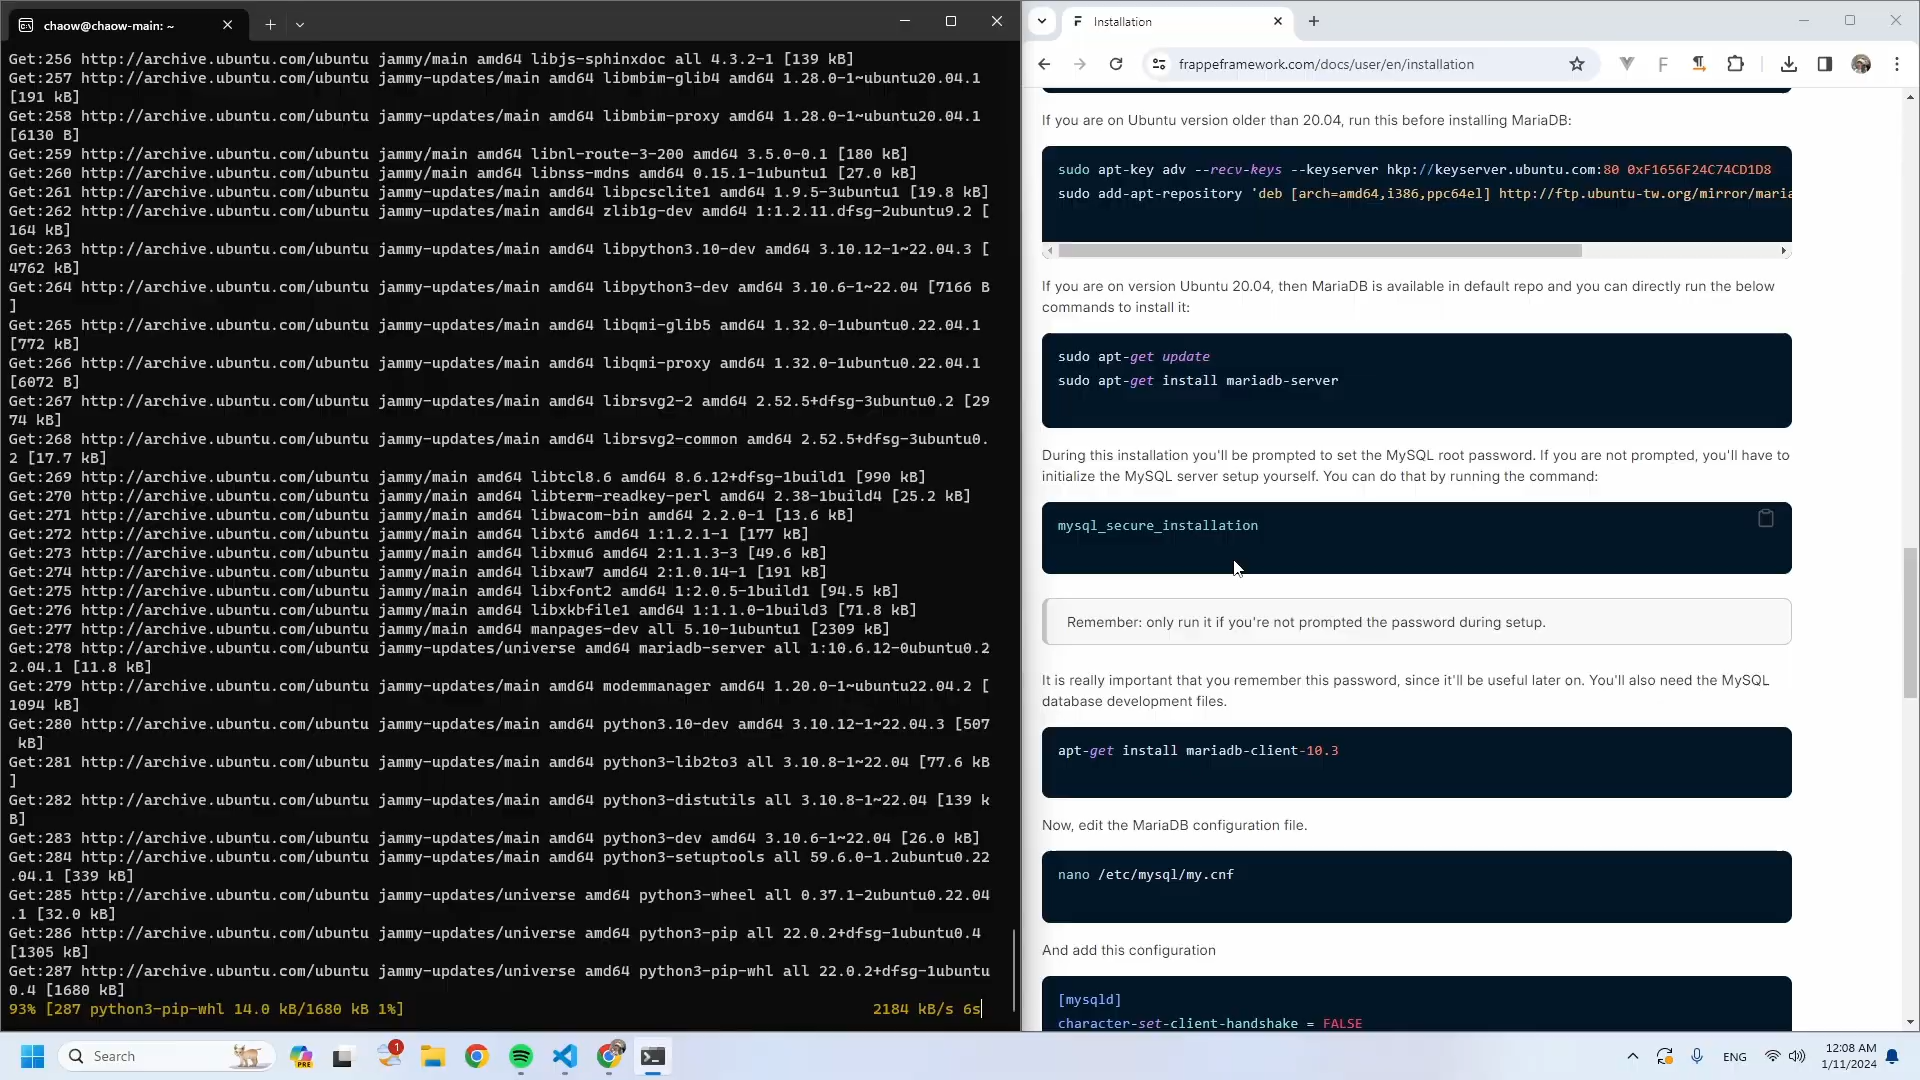 chaow@chaow-main: ~
Get:256 http://archive.ubuntu.com/ubuntu jammy/main amd64 libjs-sphinxdoc all 4.3.2-1 [139 kB]
Get:257 http://archive.ubuntu.com/ubuntu jammy-updates/main amd64 libmbim-glib4 amd64 1.28.0-1~ubuntu20.04.1
[191 kB]
Get:258 http://archive.ubuntu.com/ubuntu jammy-updates/main amd64 libmbim-proxy amd64 1.28.0-1~ubuntu20.04.1
[6130 B]
Get:259 http://archive.ubuntu.com/ubuntu jammy/main amd64 libnl-route-3-200 amd64 3.5.0-0.1 [180 kB]
Get:260 http://archive.ubuntu.com/ubuntu jammy/main amd64 libnss-mdns amd64 0.15.1-1ubuntu1 [27.0 kB]
Get:261 http://archive.ubuntu.com/ubuntu jammy/main amd64 libpcsclite1 amd64 1.9.5-3ubuntu1 [19.8 kB]
Get:262 http://archive.ubuntu.com/ubuntu jammy-updates/main amd64 zlib1g-dev amd64 1:1.2.11.dfsg-2ubuntu9.2 [
164 kB]
Get:263 http://archive.ubuntu.com/ubuntu jammy-updates/main amd64 libpython3.10-dev amd64 3.10.12-1~22.04.3 [
4762 kB]
Get:264 http://archive.ubuntu.com/ubuntu jammy-updates/main amd64 libpython3-dev amd64 3.10.6-1~22.04 [7166 B
]
Get:265 http://archive.ubuntu.com/ubuntu jammy-updates/main amd64 libqmi-glib5 amd64 1.32.0-1ubuntu0.22.04.1
[772 kB]
Get:266 http://archive.ubuntu.com/ubuntu jammy-updates/main amd64 libqmi-proxy amd64 1.32.0-1ubuntu0.22.04.1
[6072 B]
Get:267 http://archive.ubuntu.com/ubuntu jammy-updates/main amd64 librsvg2-2 amd64 2.52.5+dfsg-3ubuntu0.2 [29
74 kB]
Get:268 http://archive.ubuntu.com/ubuntu jammy-updates/main amd64 librsvg2-common amd64 2.52.5+dfsg-3ubuntu0.
2 [17.7 kB]
Get:269 http://archive.ubuntu.com/ubuntu jammy/main amd64 libtcl8.6 amd64 8.6.12+dfsg-1build1 [990 kB]
Get:270 http://archive.ubuntu.com/ubuntu jammy/main amd64 libterm-readkey-perl amd64 2.38-1build4 [25.2 kB]
Get:271 http://archive.ubuntu.com/ubuntu jammy/main amd64 libwacom-bin amd64 2.2.0-1 [13.6 kB]
Get:272 http://archive.ubuntu.com/ubuntu jammy/main amd64 libxt6 amd64 1:1.2.1-1 [177 kB]
Get:273 http://archive.ubuntu.com/ubuntu jammy/main amd64 libxmu6 amd64 2:1.1.3-3 [49.6 kB]
Get:274 http://archive.ubuntu.com/ubuntu jammy/main amd64 libxaw7 amd64 2:1.0.14-1 [191 kB]
Get:275 http://archive.ubuntu.com/ubuntu jammy/main amd64 libxfont2 amd64 1:2.0.5-1build1 [94.5 kB]
Get:276 http://archive.ubuntu.com/ubuntu jammy/main amd64 libxkbfile1 amd64 1:1.1.0-1build3 [71.8 kB]
Get:277 http://archive.ubuntu.com/ubuntu jammy/main amd64 manpages-dev all 5.10-1ubuntu1 [2309 kB]
Get:278 http://archive.ubuntu.com/ubuntu jammy-updates/universe amd64 mariadb-server all 1:10.6.12-0ubuntu0.2
2.04.1 [11.8 kB]
Get:279 http://archive.ubuntu.com/ubuntu jammy-updates/main amd64 modemmanager amd64 1.20.0-1~ubuntu22.04.2 [
1094 kB]
Get:280 http://archive.ubuntu.com/ubuntu jammy-updates/main amd64 python3.10-dev amd64 3.10.12-1~22.04.3 [507
kB]
Get:281 http://archive.ubuntu.com/ubuntu jammy-updates/main amd64 python3-lib2to3 all 3.10.8-1~22.04 [77.6 kB
]
Get:282 http://archive.ubuntu.com/ubuntu jammy-updates/main amd64 python3-distutils all 3.10.8-1~22.04 [139 k
B]
Get:283 http://archive.ubuntu.com/ubuntu jammy-updates/main amd64 python3-dev amd64 3.10.6-1~22.04 [26.0 kB]
Get:284 http://archive.ubuntu.com/ubuntu jammy-updates/main amd64 python3-setuptools all 59.6.0-1.2ubuntu0.22
.04.1 [339 kB]
Get:285 http://archive.ubuntu.com/ubuntu jammy-updates/universe amd64 python3-wheel all 0.37.1-2ubuntu0.22.04
.1 [32.0 kB]
Get:286 http://archive.ubuntu.com/ubuntu jammy-updates/universe amd64 python3-pip all 22.0.2+dfsg-1ubuntu0.4
[1305 kB]
Get:287 http://archive.ubuntu.com/ubuntu jammy-updates/universe amd64 python3-pip-whl all 22.0.2+dfsg-1ubuntu
0.4 [1680 kB]
93% [287 python3-pip-whl 14.0 kB/1680 kB 1%] 2184 kB/s 6s
Installation
frappeframework.com/docs/user/en/installation
If you are on Ubuntu version older than 20.04, run this before installing MariaDB:
sudo apt-key adv --recv-keys --keyserver hkp://keyserver.ubuntu.com:80 0xF1656F24C74CD1D8
sudo add-apt-repository 'deb [arch=amd64,i386,ppc64el] http://ftp.ubuntu-tw.org/mirror/maria
If you are on version Ubuntu 20.04, then MariaDB is available in default repo and you can directly run the below
commands to install it:
sudo apt-get update
sudo apt-get install mariadb-server
During this installation you'll be prompted to set the MySQL root password. If you are not prompted, you'll have to
initialize the MySQL server setup yourself. You can do that by running the command:
mysql_secure_installation
Remember: only run it if you're not prompted the password during setup.
It is really important that you remember this password, since it'll be useful later on. You'll also need the MySQL
database development files.
apt-get install mariadb-client-10.3
Now, edit the MariaDB configuration file.
nano /etc/mysql/my.cnf
And add this configuration
[mysqld]
character-set-client-handshake = FALSE
Search
PRE
1
ENG
12:08 AM
1/11/2024